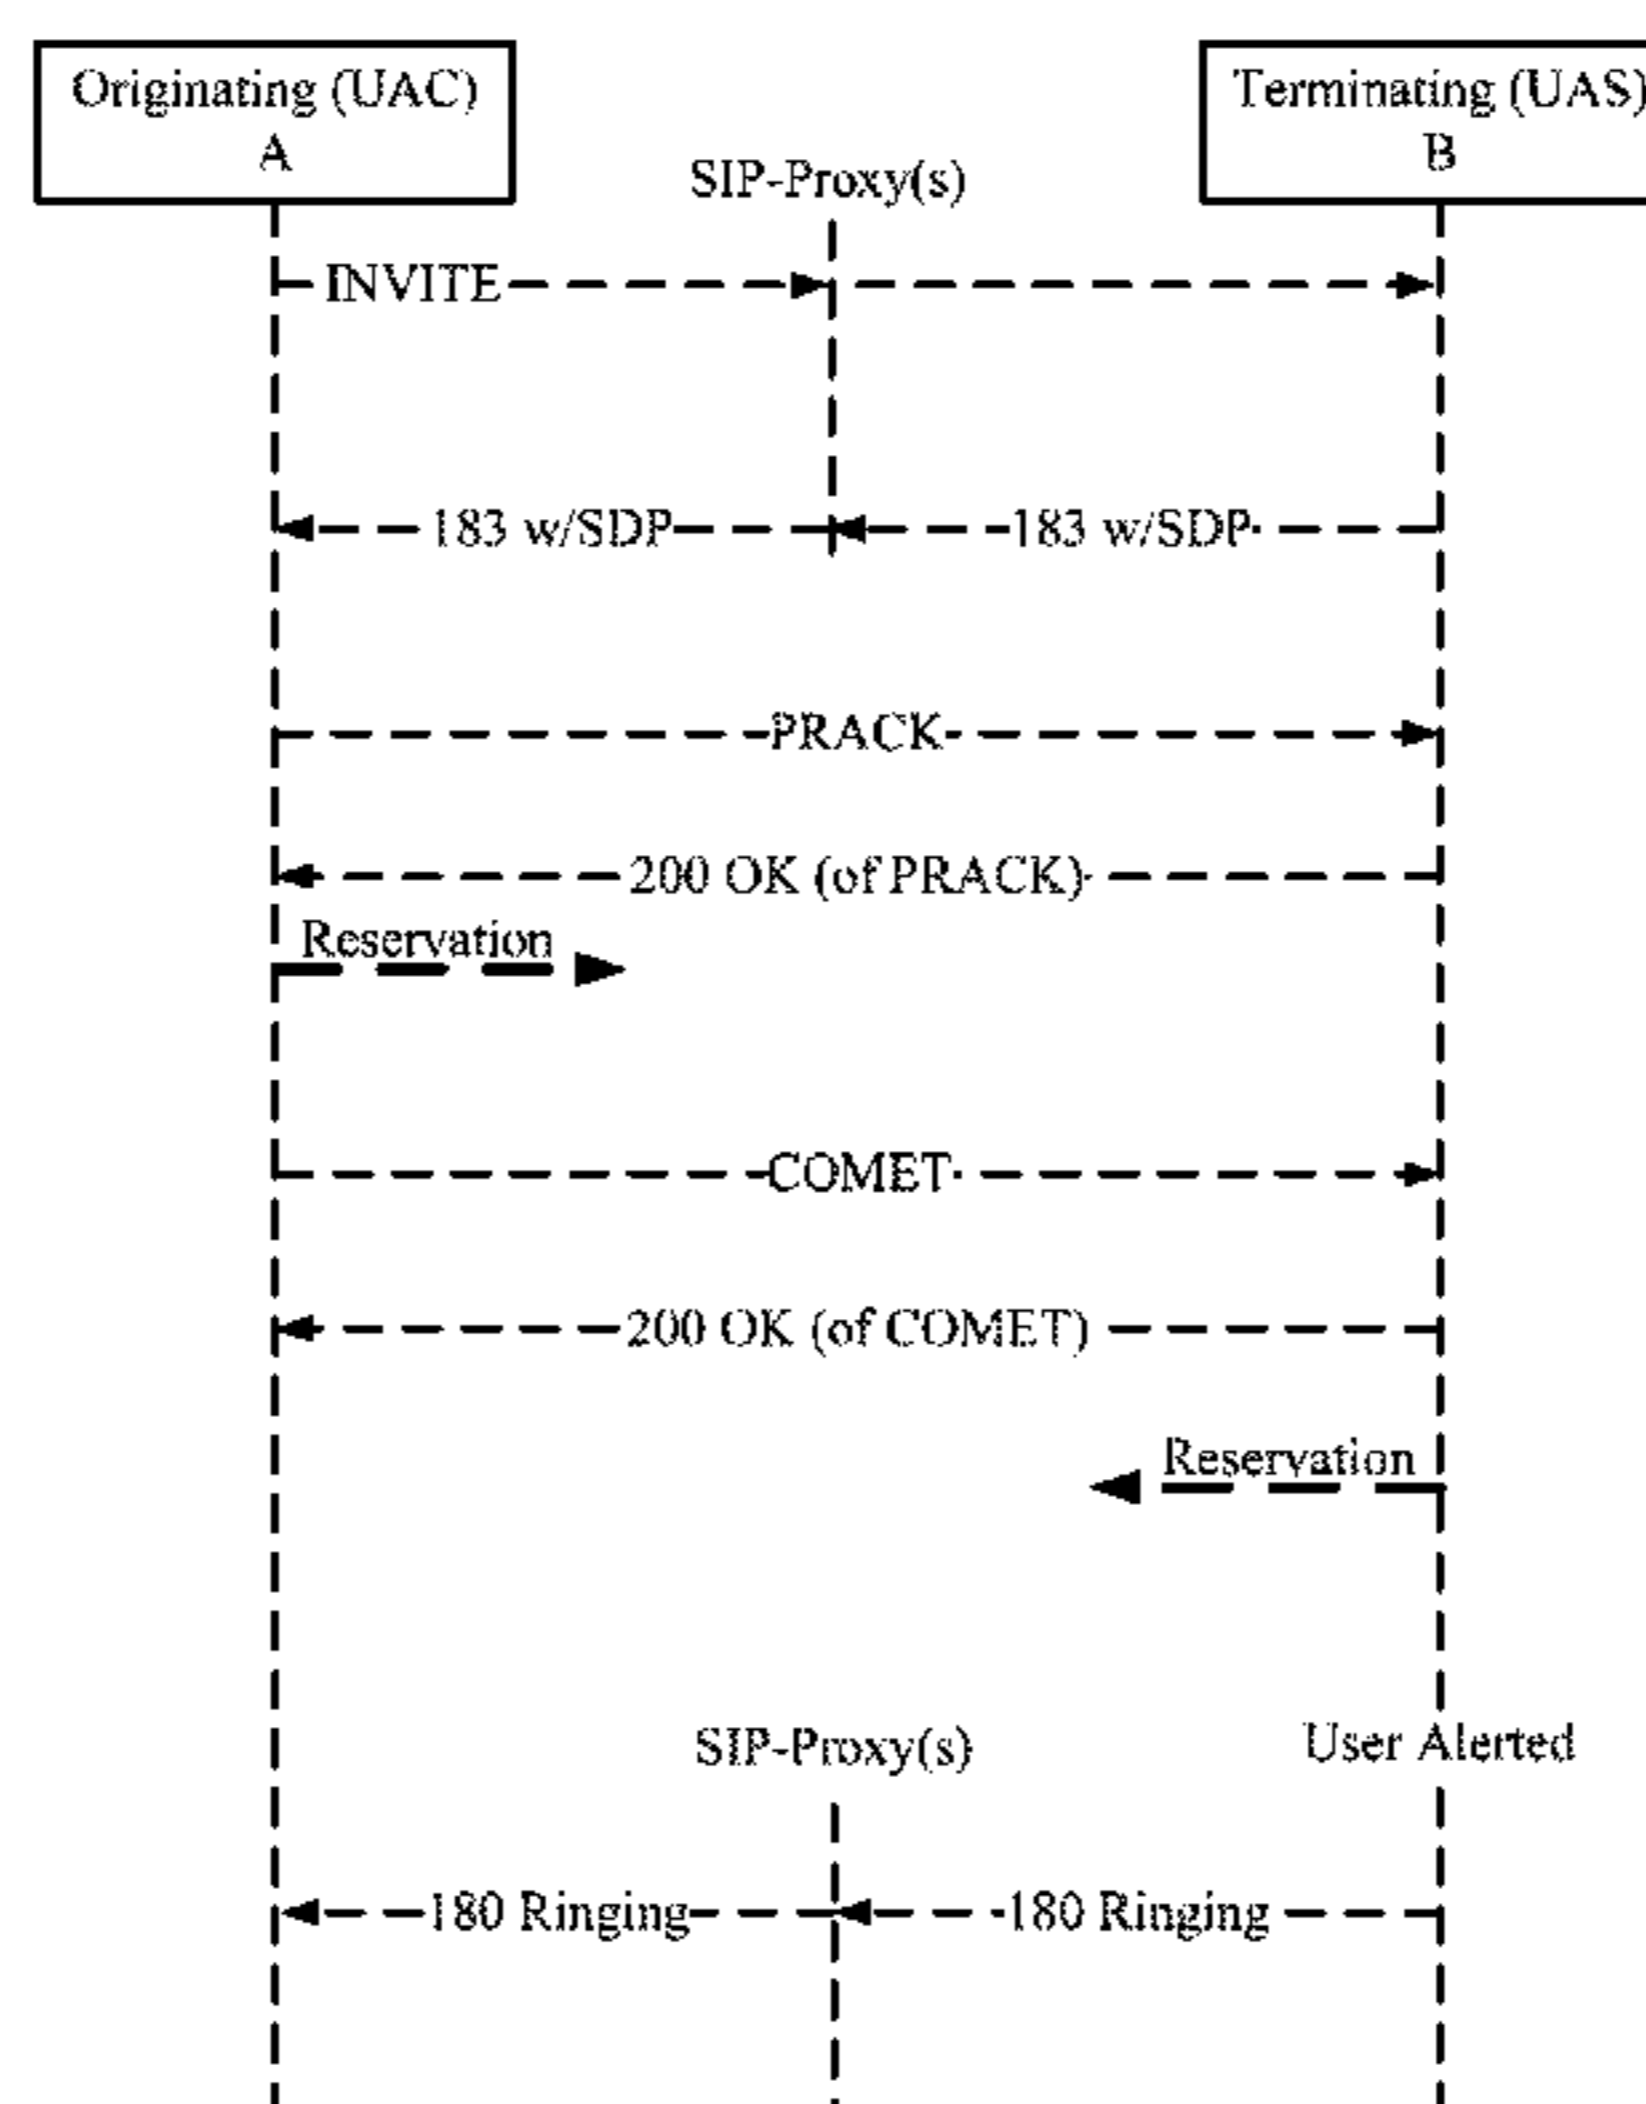 Originating (UAC)
A
Terminating (UAS)
B
SIP-Proxy(s)
INVITE
183 w/SDP
183 w/SDP
PRACK
200 OK (of PRACK)
Reservation
COMET
200 OK (of COMET)
Reservation
SIP-Proxy(s)
User Alerted
180 Ringing
180 Ringing